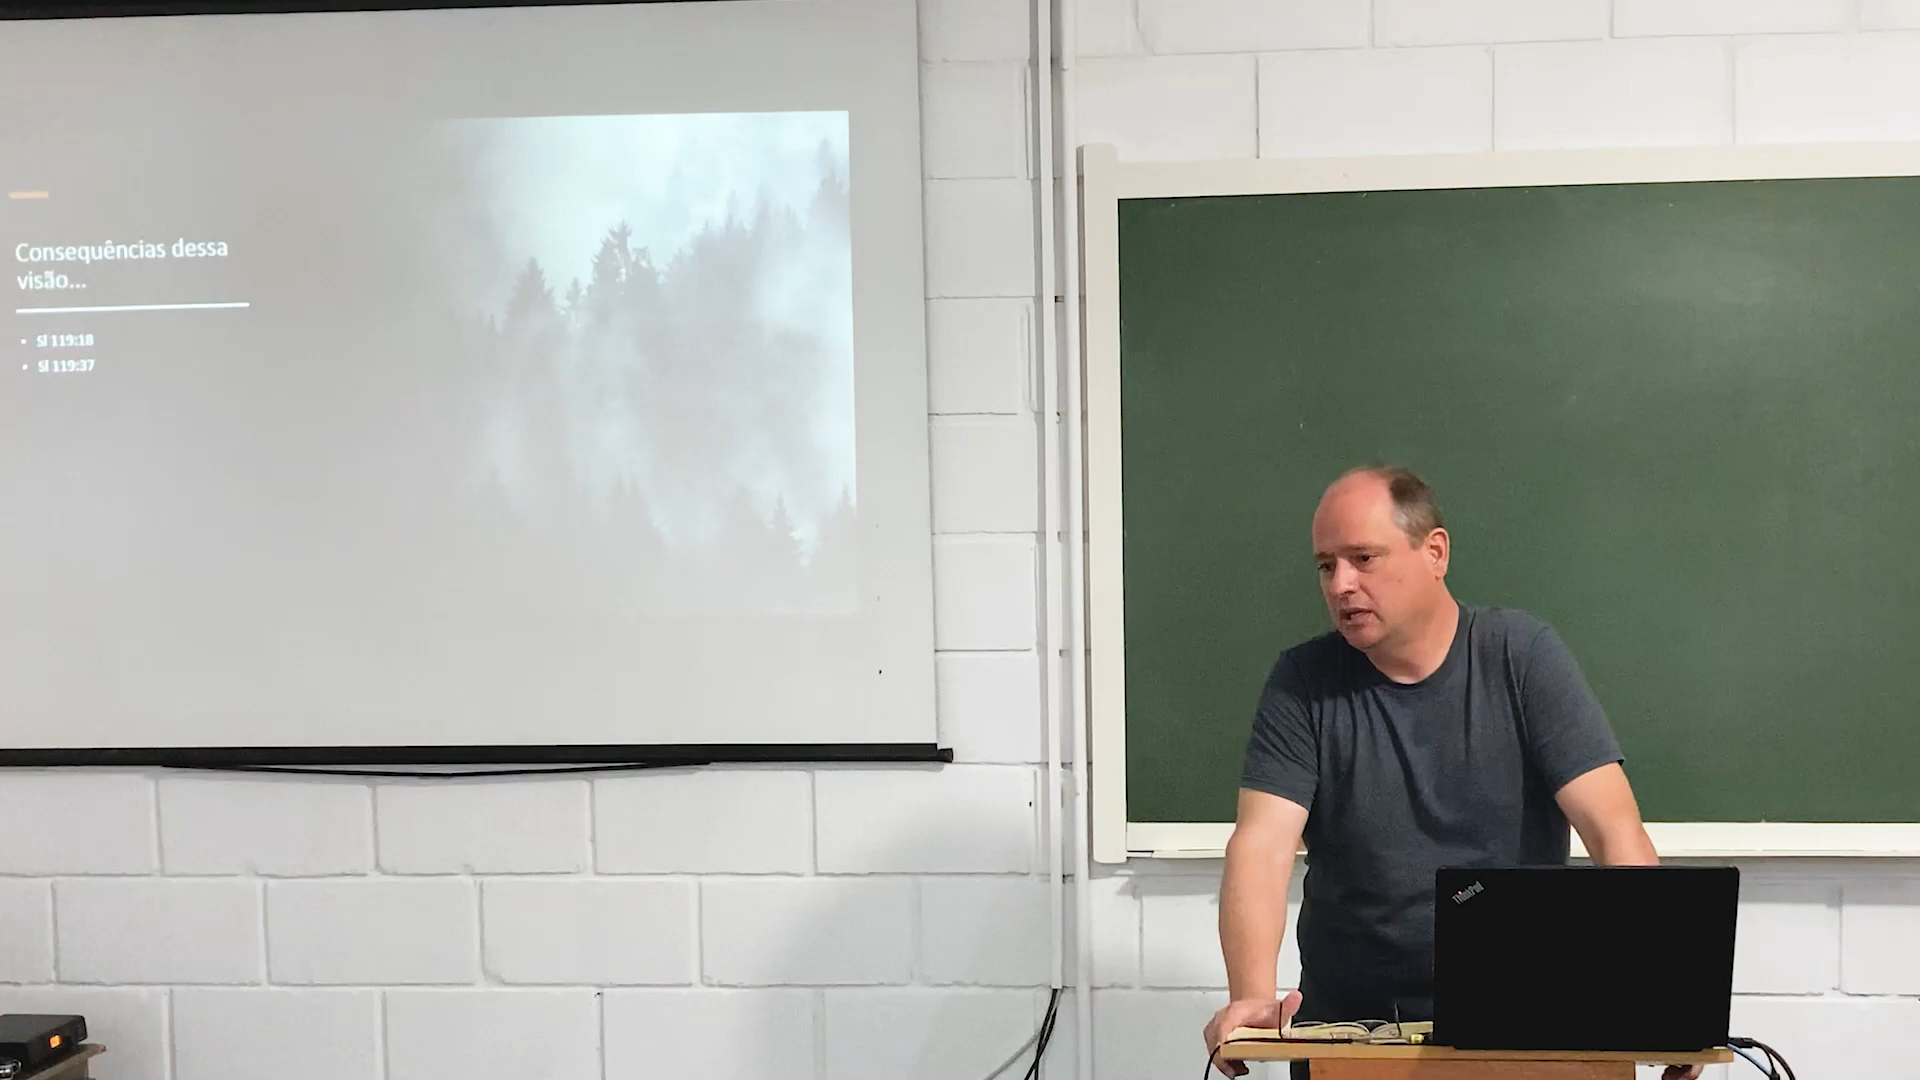 Consequências dessa
visão...
• Sl 119:18
• Sl 119:37
ThinkPad